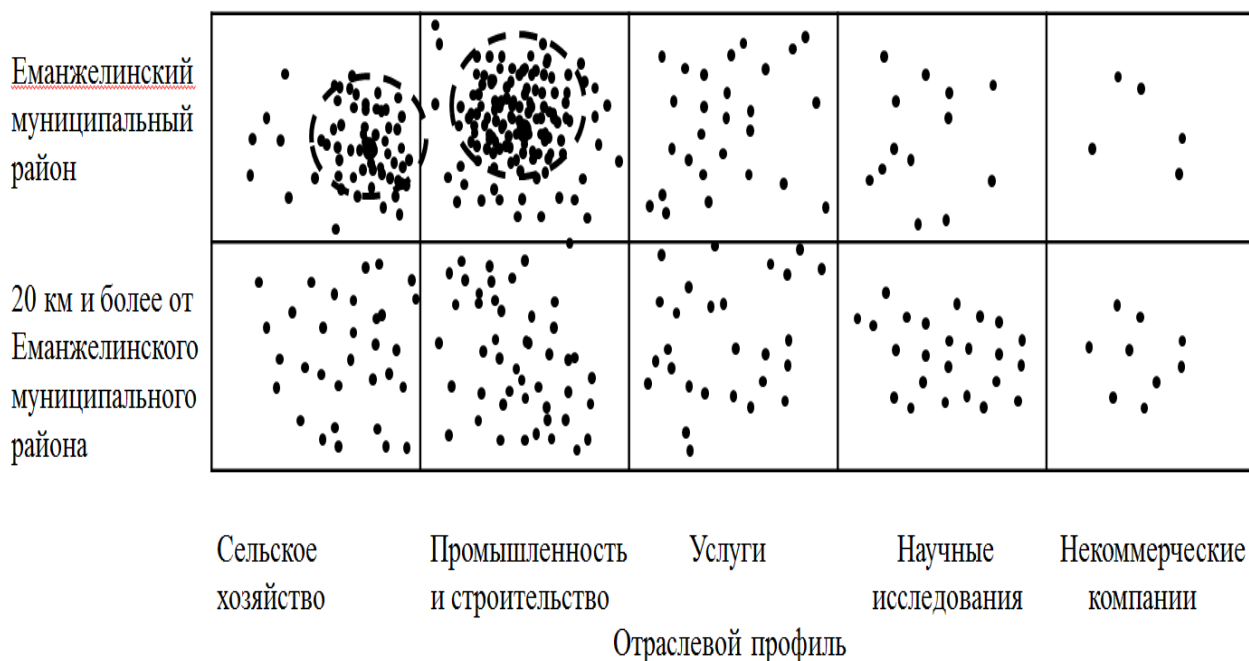 Еманжелинский
муниципальный
район
20 км и более от
Еманжелинского
муниципального
района
Сельское
хозяйство
Промышленность
и строительство
Услуги
Научные
исследования
Некоммерческие
компании
Отраслевой профиль